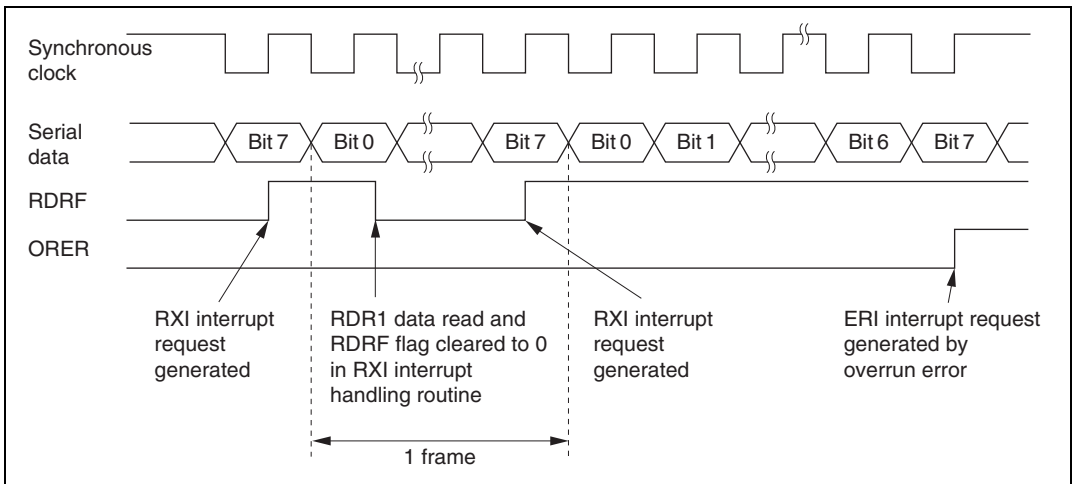 Synchronous
clock
Serial
data
Bit 7
Bit 0
Bit 7
Bit 0
Bit 1
Bit 6
Bit 7
RDRF
ORER
RXI interrupt
request
generated
RDR1 data read and
RDRF flag cleared to 0
in RXI interrupt
handling routine
RXI interrupt
request
generated
ERI interrupt request
generated by
overrun error
1 frame